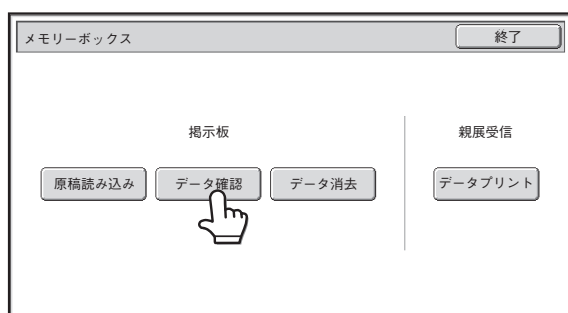 メモリーボックス
終了
掲示板
親展受信
原稿読み込み
データ確認
データ消去
データプリント